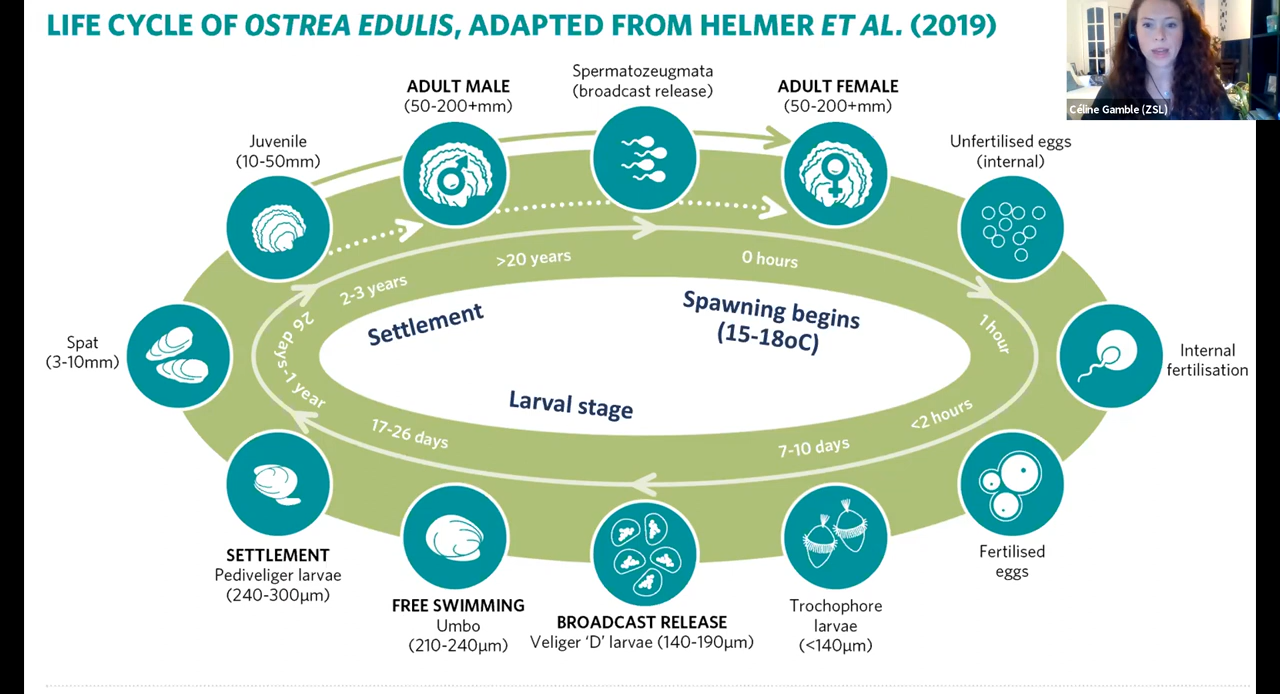 LIFE CYCLE OF OSTREA EDULIS, ADAPTED FROM HELMER ET AL. (2019)
Céline Gamble (ZSL)
Spermatozeugmata
(broadcast release)
ADULT MALE
(50-200+mm)
ADULT FEMALE
(50-200+mm)
Juvenile
(10-50mm)
Unfertilised eggs
(internal)
>20 years
0 hours
2-3 years
Settlement
Spawning begins
(15-18oC)
26 days-1 year
1 hour
Spat
(3-10mm)
Internal
fertilisation
Larval stage
17-26 days
7-10 days
<2 hours
SETTLEMENT
Pediveliger larvae
(240-300µm)
FREE SWIMMING
Umbo
(210-240µm)
BROADCAST RELEASE
Veliger ‘D’ larvae (140-190µm)
Trochophore
larvae
(<140µm)
Fertilised
eggs